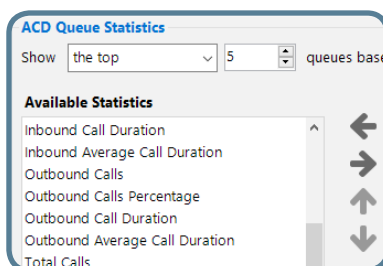 ACD Queue Statistics
Show the top 5 queues base
Available Statistics
Inbound Call Duration
Inbound Average Call Duration
Outbound Calls
Outbound Calls Percentage
Outbound Call Duration
Outbound Average Call Duration
Total Calls